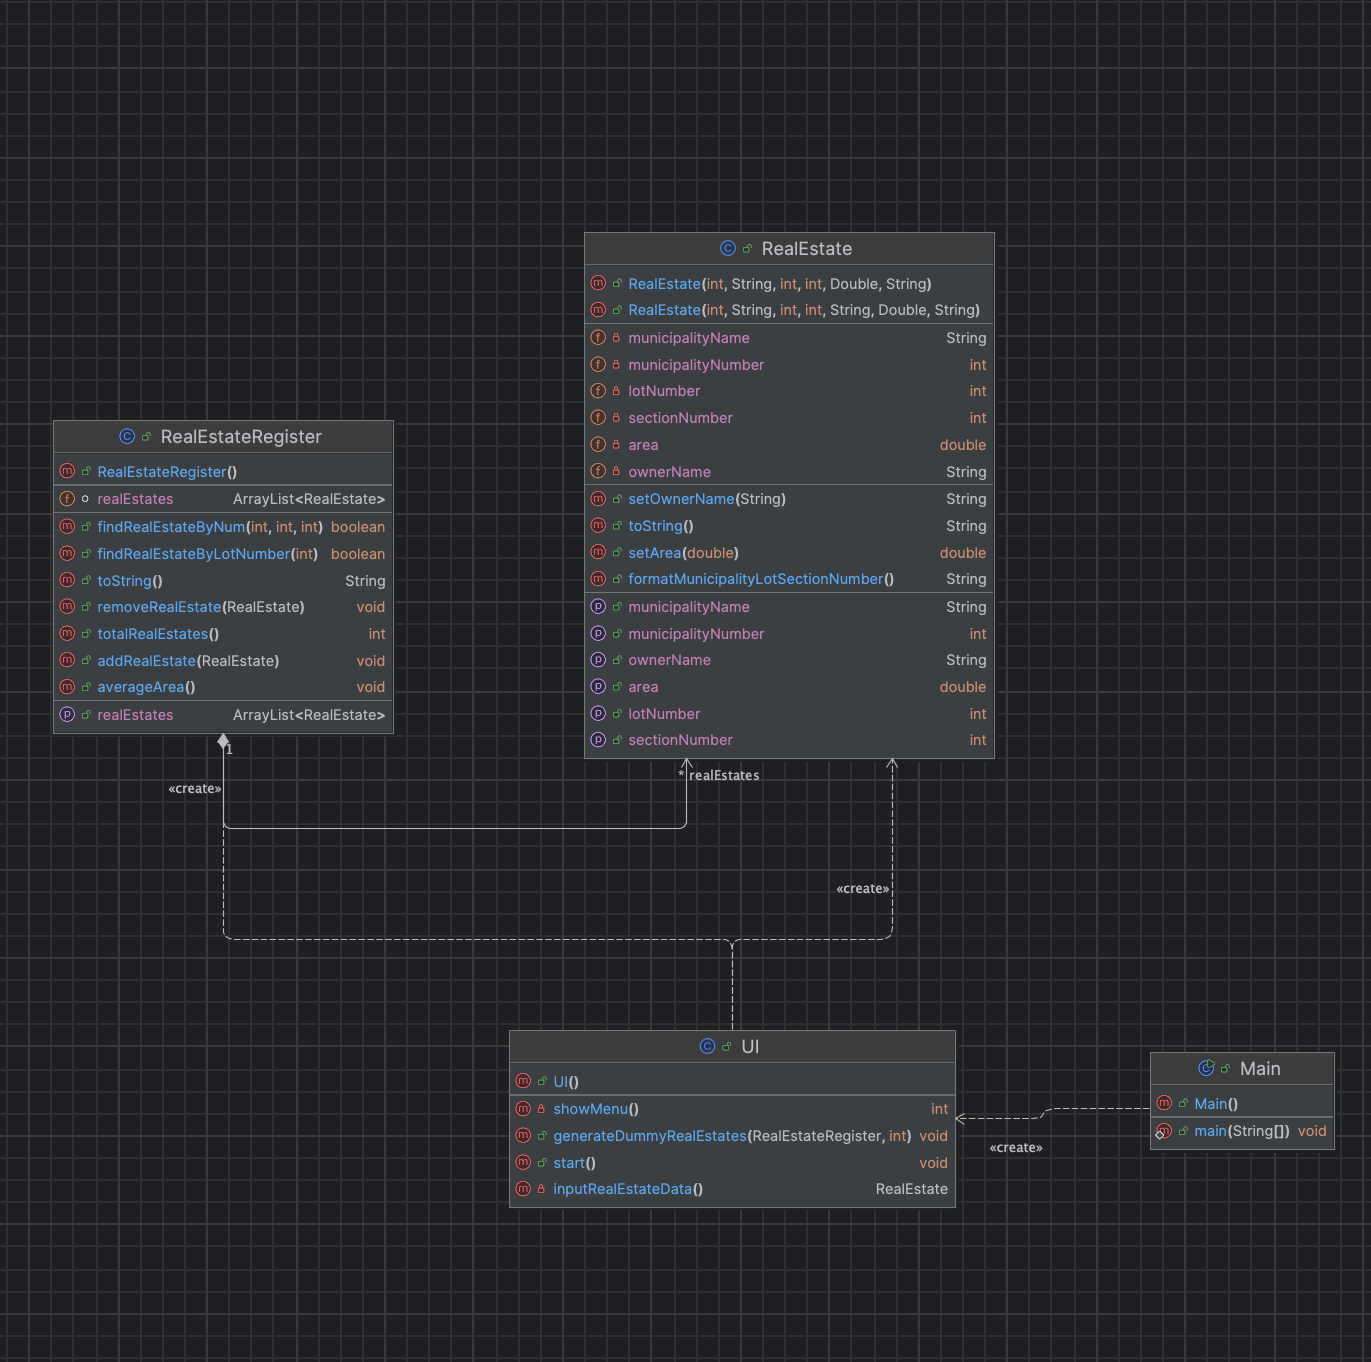 RealEstate
RealEstate(int, String, int, int, Double, String)
RealEstate(int, String, int, int, String, Double, String)
municipalityName String
municipalityNumber int
lotNumber int
sectionNumber int
area double
ownerName String
setOwnerName(String) String
toString() String
setArea(double) double
formatMunicipalityLotSectionNumber() String
municipalityName String
municipalityNumber int
ownerName String
area double
lotNumber int
sectionNumber int
RealEstateRegister
RealEstateRegister()
realEstates ArrayList<RealEstate>
findRealEstateByNum(int, int, int) boolean
findRealEstateByLotNumber(int) boolean
toString() String
removeRealEstate(RealEstate) void
totalRealEstates() int
addRealEstate(RealEstate) void
averageArea() void
realEstates ArrayList<RealEstate>
1
«create»
* realEstates
«create»
UI
UI()
showMenu() int
generateDummyRealEstates(RealEstateRegister, int) void
start() void
inputRealEstateData() RealEstate
«create»
Main
Main()
main(String[]) void